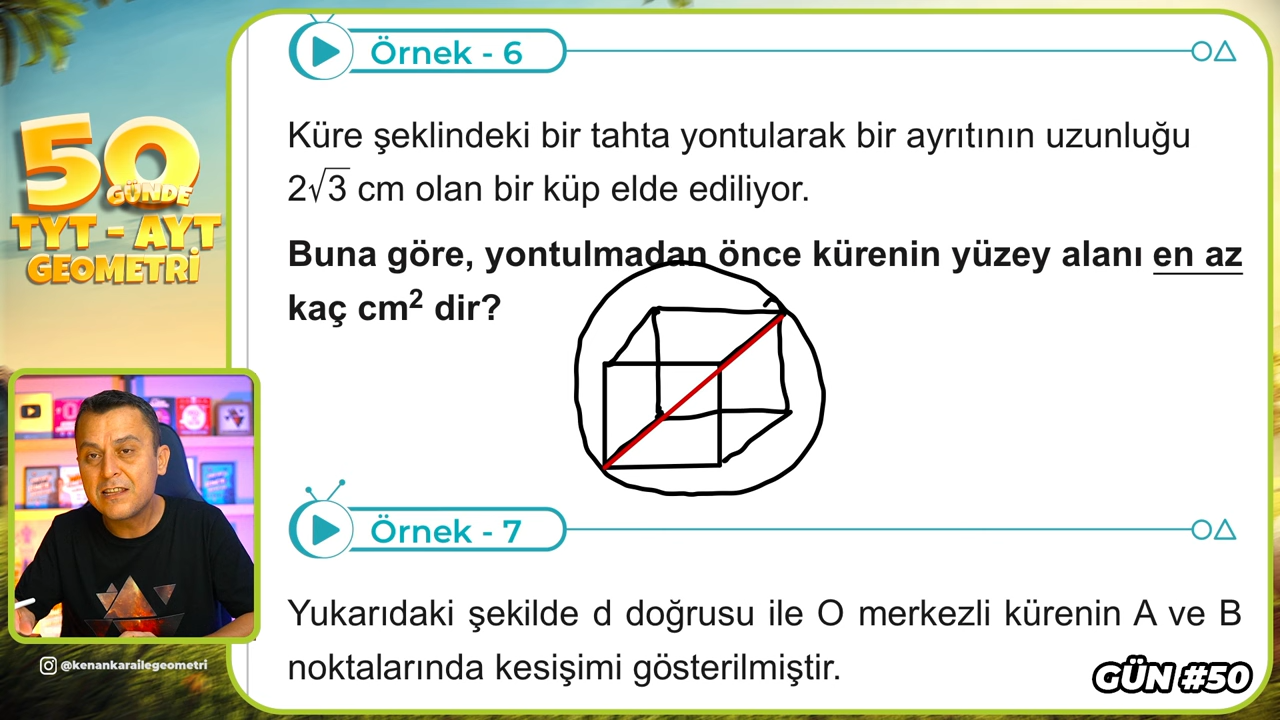 Örnek - 6
Küre şeklindeki bir tahta yontularak bir ayrıtının uzunluğu
2√3 cm olan bir küp elde ediliyor.
Buna göre, yontulmadan önce kürenin yüzey alanı en az
kaç cm² dir?
50
GÜNDE
TYT - AYT
GEOMETRİ
Örnek - 7
Yukarıdaki şekilde d doğrusu ile O merkezli kürenin A ve B
noktalarında kesişimi gösterilmiştir.
@kenankarailegeometri
GÜN #50